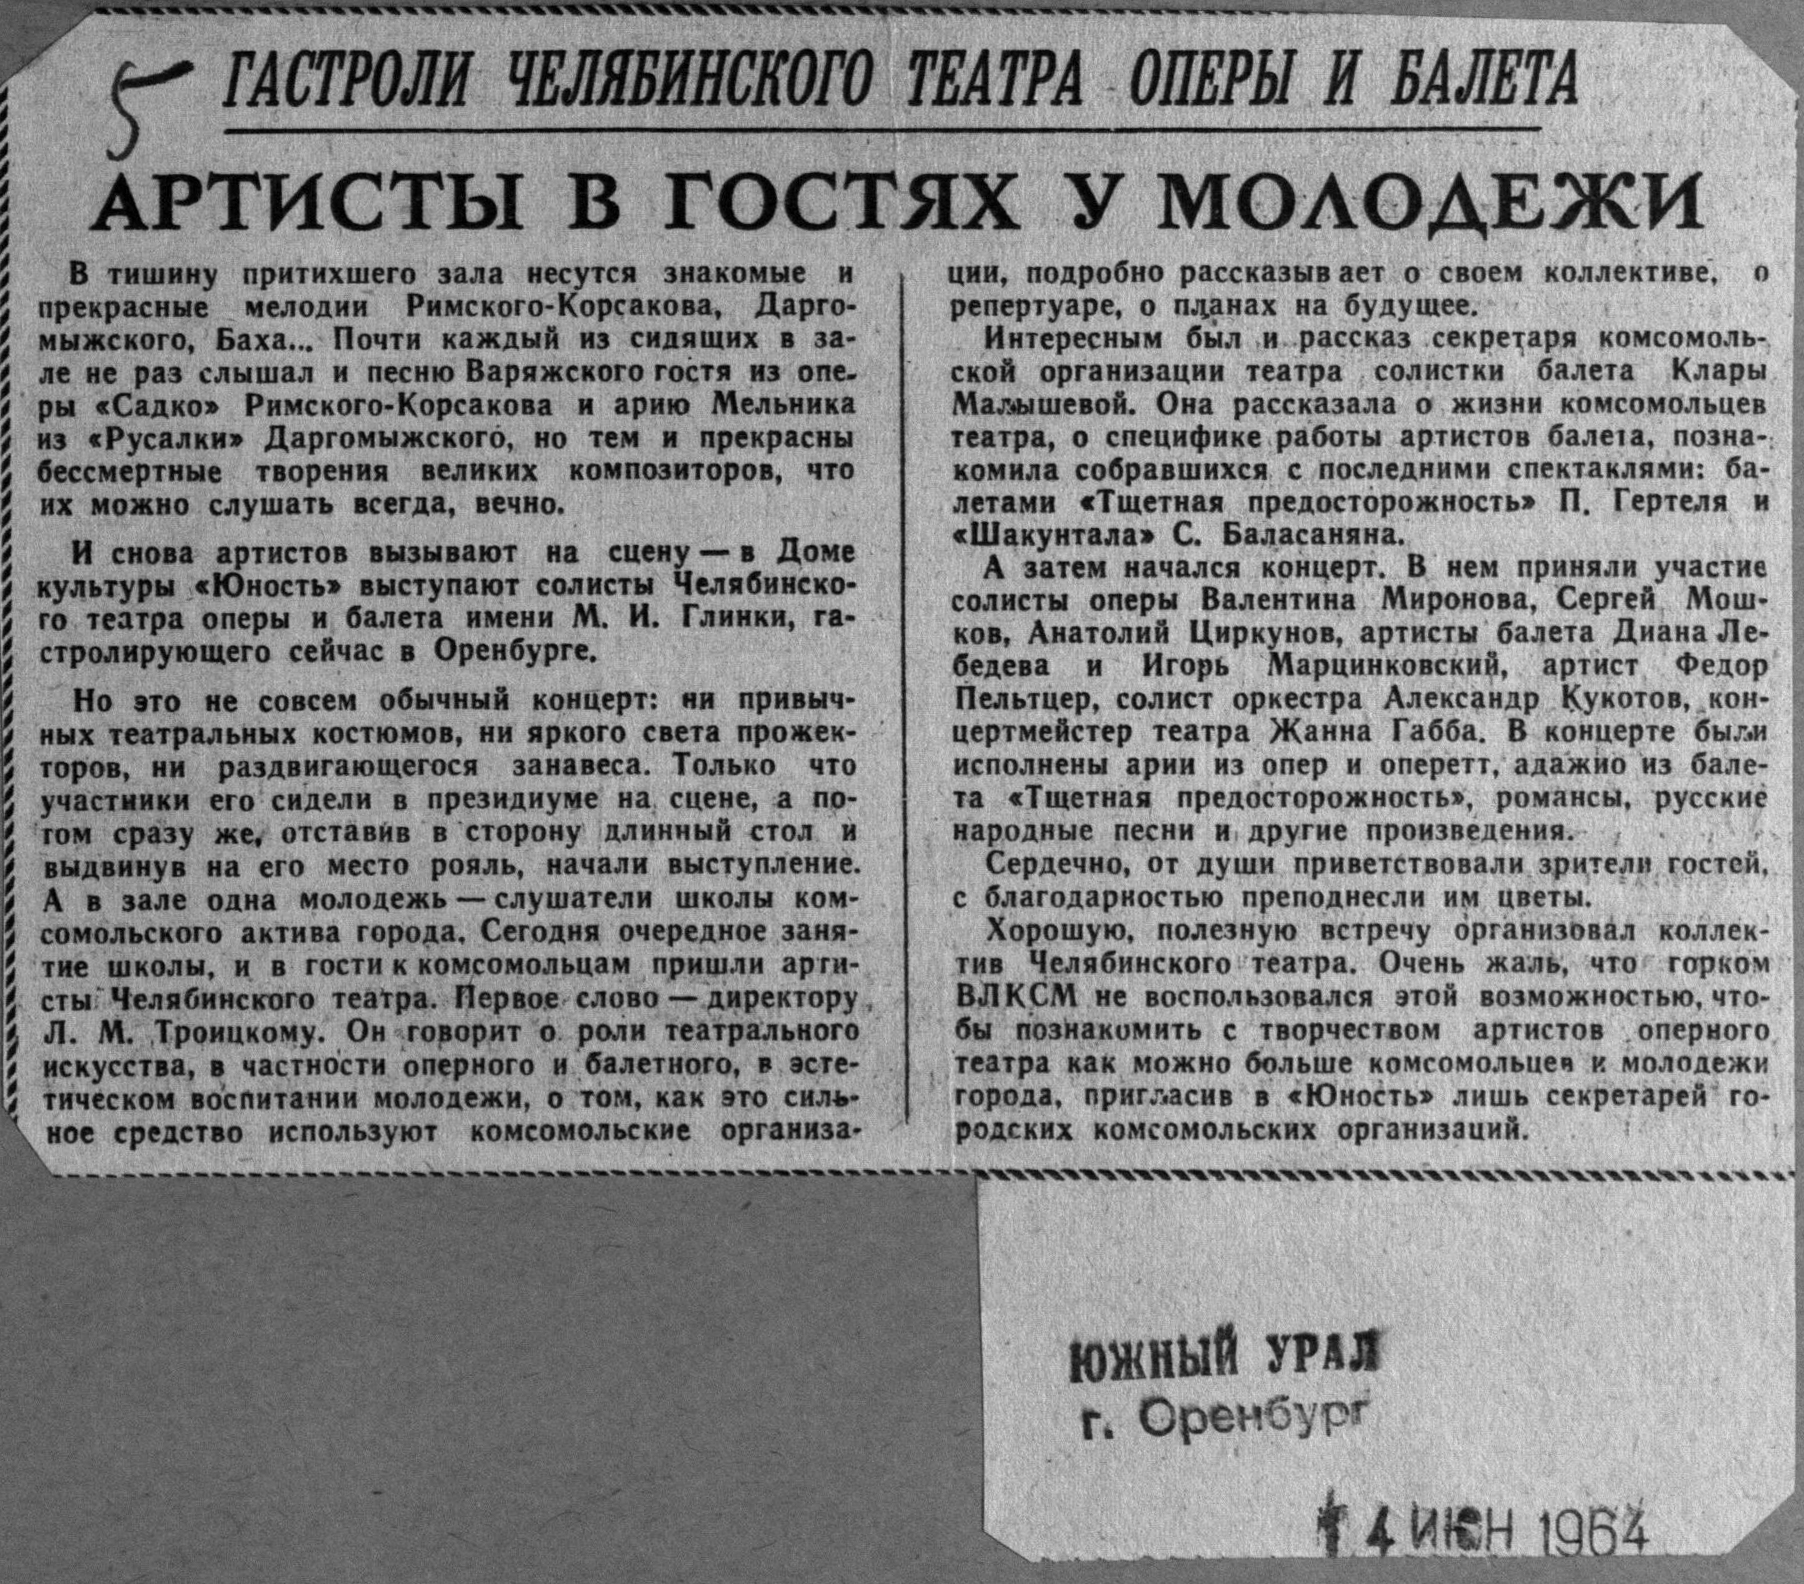 5
ГАСТРОЛИ ЧЕЛЯБИНСКОГО ТЕАТРА ОПЕРЫ И БАЛЕТА
АРТИСТЫ В ГОСТЯХ У МОЛОДЕЖИ
В тишину притихшего зала несутся знакомые и
прекрасные мелодии Римского-Корсакова, Дарго-
мыжского, Баха... Почти каждый из сидящих в за-
ле не раз слышал и песню Варяжского гостя из опе-
ры «Садко» Римского-Корсакова и арию Мельника
из «Русалки» Даргомыжского, но тем и прекрасны
бессмертные творения великих композиторов, что
их можно слушать всегда, вечно.
И снова артистов вызывают на сцену — в Доме
культуры «Юность» выступают солисты Челябинско-
го театра оперы и балета имени М. И. Глинки, га-
стролирующего сейчас в Оренбурге.
Но это не совсем обычный концерт: ни привыч-
ных театральных костюмов, ни яркого света прожек-
торов, ни раздвигающегося занавеса. Только что
участники его сидели в президиуме на сцене, а по-
том сразу же, отставив в сторону длинный стол и
выдвинув на его место рояль, начали выступление.
А в зале одна молодежь — слушатели школы ком-
сомольского актива города. Сегодня очередное заня-
тие школы, и в гости к комсомольцам пришли арти-
сты Челябинского театра. Первое слово — директору
Л. М. Троицкому. Он говорит о роли театрального
искусства, в частности оперного и балетного, в эсте-
тическом воспитании молодежи, о том, как это силь-
ное средство используют комсомольские организа-
ции, подробно рассказывает о своем коллективе, о
репертуаре, о планах на будущее.
Интересным был и рассказ секретаря комсомоль-
ской организации театра солистки балета Клары
Малышевой. Она рассказала о жизни комсомольцев
театра, о специфике работы артистов балета, позна-
комила собравшихся с последними спектаклями: ба-
летами «Тщетная предосторожность» П. Гертеля и
«Шакунтала» С. Баласаняна.
А затем начался концерт. В нем приняли участие
солисты оперы Валентина Миронова, Сергей Мош-
ков, Анатолий Циркунов, артисты балета Диана Ле-
бедева и Игорь Марцинковский, артист Федор
Пельтцер, солист оркестра Александр Кукотов, кон-
цертмейстер театра Жанна Габба. В концерте были
исполнены арии из опер и оперетт, адажио из бале-
та «Тщетная предосторожность», романсы, русские
народные песни и другие произведения.
Сердечно, от души приветствовали зрители гостей,
с благодарностью преподнесли им цветы.
Хорошую, полезную встречу организовал коллек-
тив Челябинского театра. Очень жаль, что горком
ВЛКСМ не воспользовался этой возможностью, что-
бы познакомить с творчеством артистов оперного
театра как можно больше комсомольцев и молодежи
города, пригласив в «Юность» лишь секретарей го-
родских комсомольских организаций.
ЮЖНЫЙ УРАЛ
г. Оренбург
14 ИЮН 1964